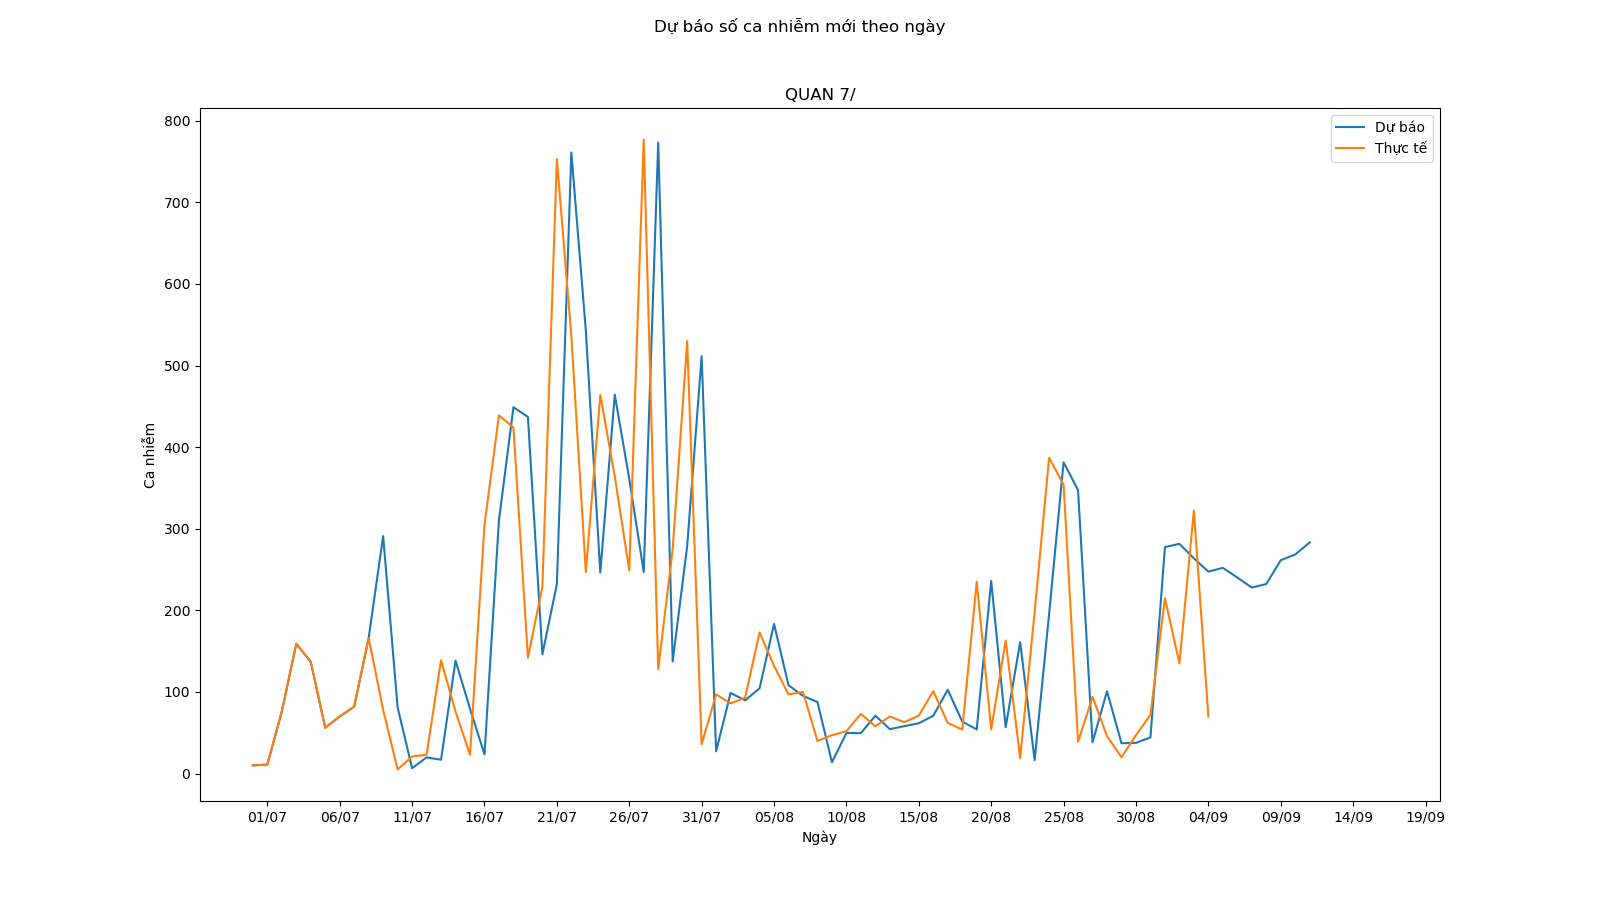 Dự báo số ca nhiễm mới theo ngày
QUAN 7/
Dự báo
Thực tế
800
700
600
500
400
300
200
100
0
Ca nhiễm
01/07 06/07 11/07 16/07 21/07 26/07 31/07 05/08 10/08 15/08 20/08 25/08 30/08 04/09 09/09 14/09 19/09
Ngày